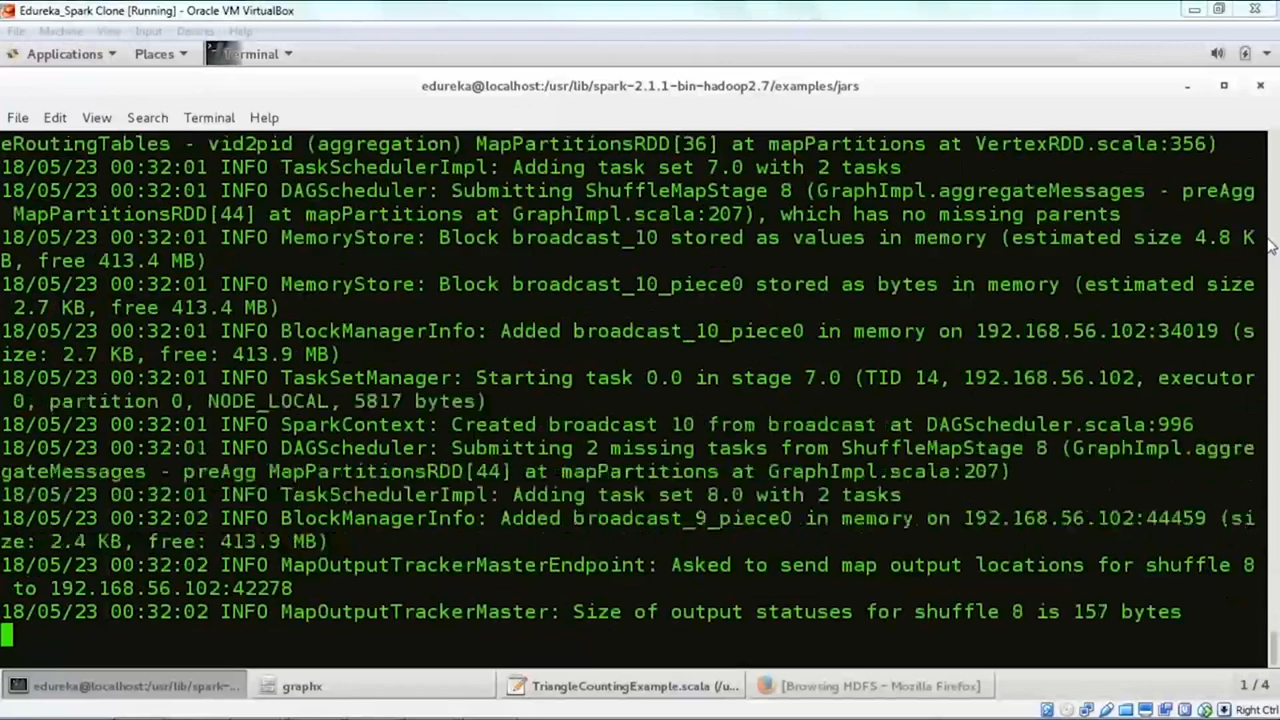 Edureka_Spark Clone [Running] - Oracle VM VirtualBox
File Machine View Input Devices Help
Applications Places Terminal
edureka@localhost:/usr/lib/spark-2.1.1-bin-hadoop2.7/examples/jars
File Edit View Search Terminal Help
eRoutingTables - vid2pid (aggregation) MapPartitionsRDD[36] at mapPartitions at VertexRDD.scala:356)
18/05/23 00:32:01 INFO TaskSchedulerImpl: Adding task set 7.0 with 2 tasks
18/05/23 00:32:01 INFO DAGScheduler: Submitting ShuffleMapStage 8 (GraphImpl.aggregateMessages - preAgg
MapPartitionsRDD[44] at mapPartitions at GraphImpl.scala:207), which has no missing parents
18/05/23 00:32:01 INFO MemoryStore: Block broadcast_10 stored as values in memory (estimated size 4.8 K
B, free 413.4 MB)
18/05/23 00:32:01 INFO MemoryStore: Block broadcast_10_piece0 stored as bytes in memory (estimated size
2.7 KB, free 413.4 MB)
18/05/23 00:32:01 INFO BlockManagerInfo: Added broadcast_10_piece0 in memory on 192.168.56.102:34019 (s
ize: 2.7 KB, free: 413.9 MB)
18/05/23 00:32:01 INFO TaskSetManager: Starting task 0.0 in stage 7.0 (TID 14, 192.168.56.102, executor
0, partition 0, NODE_LOCAL, 5817 bytes)
18/05/23 00:32:01 INFO SparkContext: Created broadcast 10 from broadcast at DAGScheduler.scala:996
18/05/23 00:32:01 INFO DAGScheduler: Submitting 2 missing tasks from ShuffleMapStage 8 (GraphImpl.aggre
gateMessages - preAgg MapPartitionsRDD[44] at mapPartitions at GraphImpl.scala:207)
18/05/23 00:32:01 INFO TaskSchedulerImpl: Adding task set 8.0 with 2 tasks
18/05/23 00:32:02 INFO BlockManagerInfo: Added broadcast_9_piece0 in memory on 192.168.56.102:44459 (si
ze: 2.4 KB, free: 413.9 MB)
18/05/23 00:32:02 INFO MapOutputTrackerMasterEndpoint: Asked to send map output locations for shuffle 8
to 192.168.56.102:42278
18/05/23 00:32:02 INFO MapOutputTrackerMaster: Size of output statuses for shuffle 8 is 157 bytes
edureka@localhost:/usr/lib/spark-... graphx TriangleCountingExample.scala (/u... [Browsing HDFS - Mozilla Firefox] 1 / 4
Right Ctrl